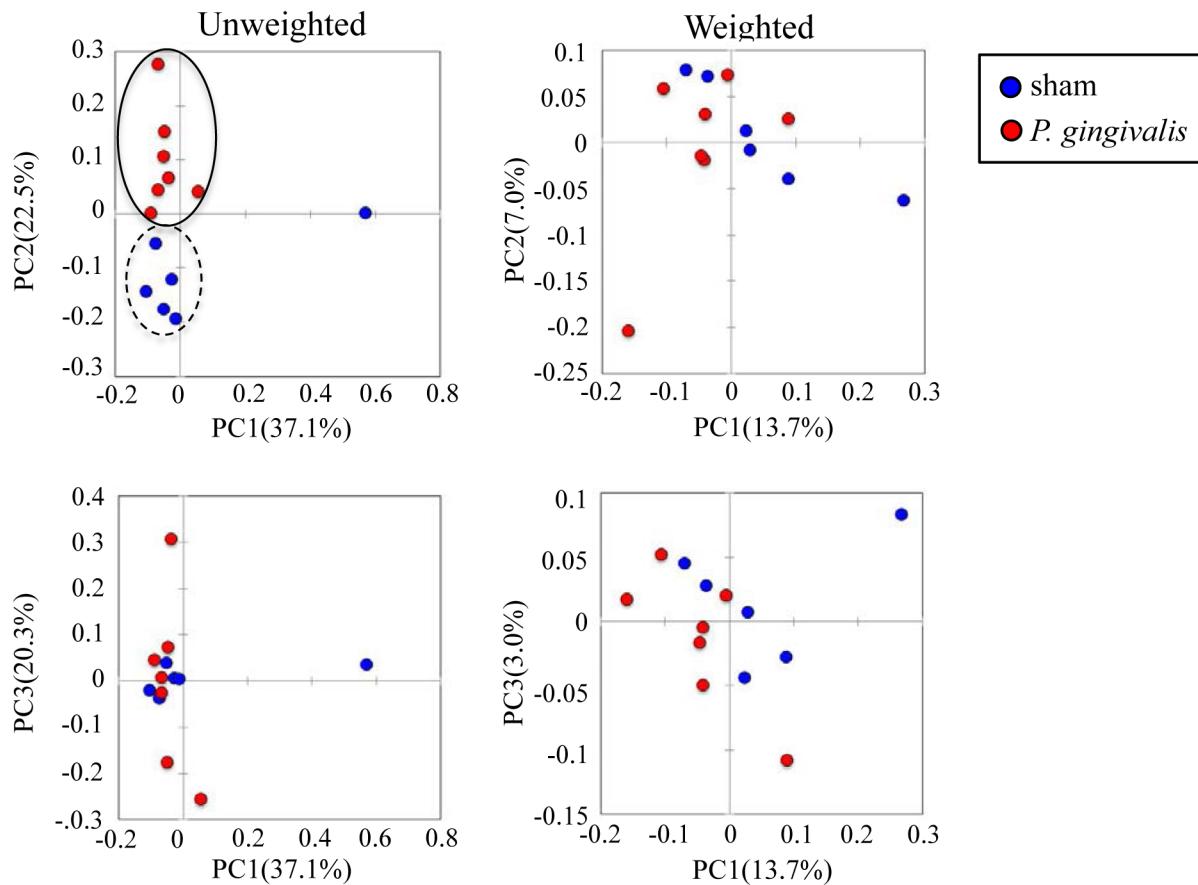 Unweighted
Weighted
0.3
0.2
0.1
0
-0.1
-0.2
-0.3
PC2(22.5%)
-0.2 0 0.2 0.4 0.6 0.8
PC1(37.1%)
0.1
0.05
0
-0.05
-0.1
-0.15
-0.2
-0.25
PC2(7.0%)
-0.2 -0.1 0 0.1 0.2 0.3
PC1(13.7%)
sham
P. gingivalis
0.4
0.3
0.2
0.1
0
-0.1
-0.2
-.0.3
PC3(20.3%)
-0.2 0 0.2 0.4 0.6 0.8
PC1(37.1%)
0.1
0.05
0
-0.05
-0.1
-0.15
PC3(3.0%)
-0.2 -0.1 0 0.1 0.2 0.3
PC1(13.7%)